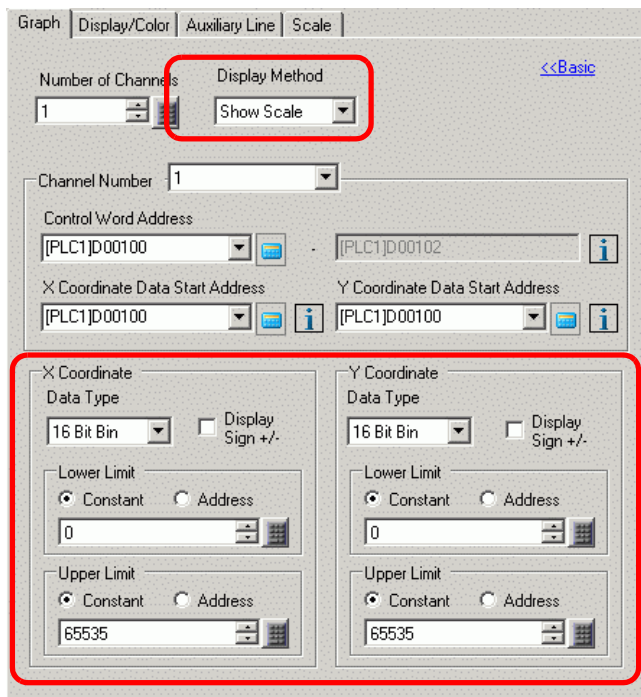 Graph Display/Color Auxiliary Line Scale
Number of Channels Display Method <<Basic
1 Show Scale
Channel Number 1
Control Word Address
[PLC1]D00100 - [PLC1]D00102
X Coordinate Data Start Address Y Coordinate Data Start Address
[PLC1]D00100 [PLC1]D00100
X Coordinate
Data Type
16 Bit Bin Display
Sign +/-
Lower Limit
Constant Address
0
Upper Limit
Constant Address
65535
Y Coordinate
Data Type
16 Bit Bin Display
Sign +/-
Lower Limit
Constant Address
0
Upper Limit
Constant Address
65535